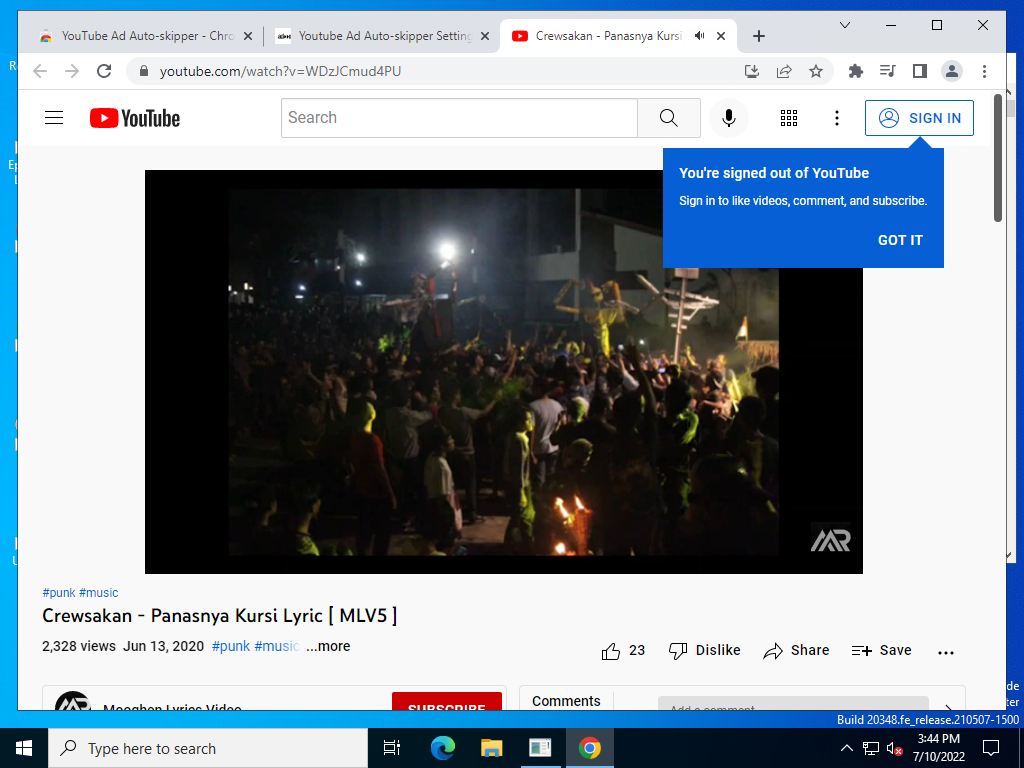 YouTube Ad Auto-skipper - Chro
Youtube Ad Auto-skipper Setting
Crewsakan - Panasnya Kursi
youtube.com/watch?v=WDzJCmud4PU
YouTube
Search
SIGN IN
You're signed out of YouTube
Sign in to like videos, comment, and subscribe.
GOT IT
#punk #music
Crewsakan - Panasnya Kursi Lyric [ MLV5 ]
2,328 views Jun 13, 2020 #punk #music ...more
23
Dislike
Share
Save
Mooghen Lyrics Video
SUBSCRIBE
Comments
Add a comment...
Build 20348.fe_release.210507-1500
Type here to search
3:44 PM
7/10/2022